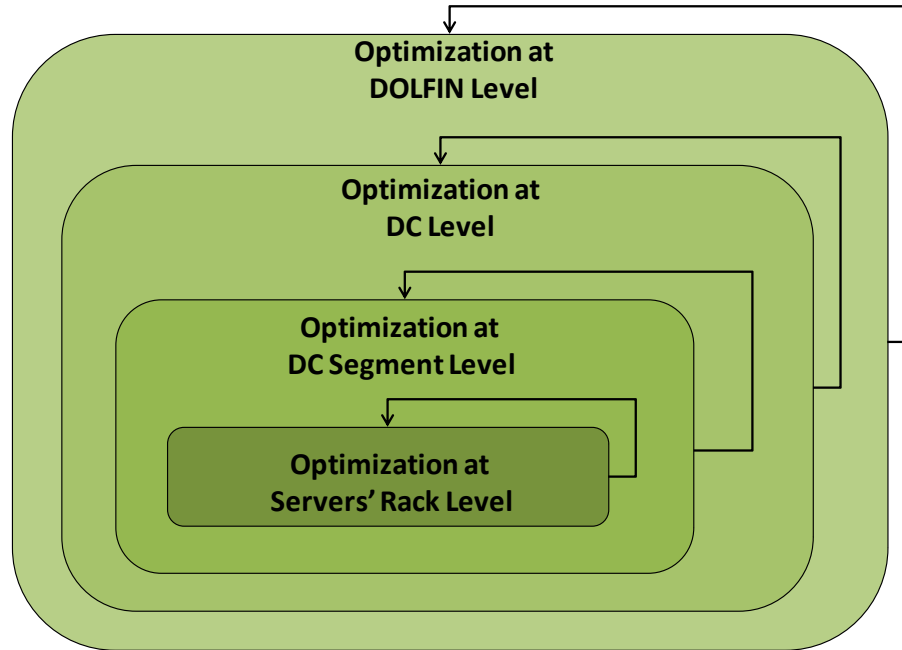 Optimization at
DOLFIN Level
Optimization at
DC Level
Optimization at
DC Segment Level
Optimization at
Servers' Rack Level